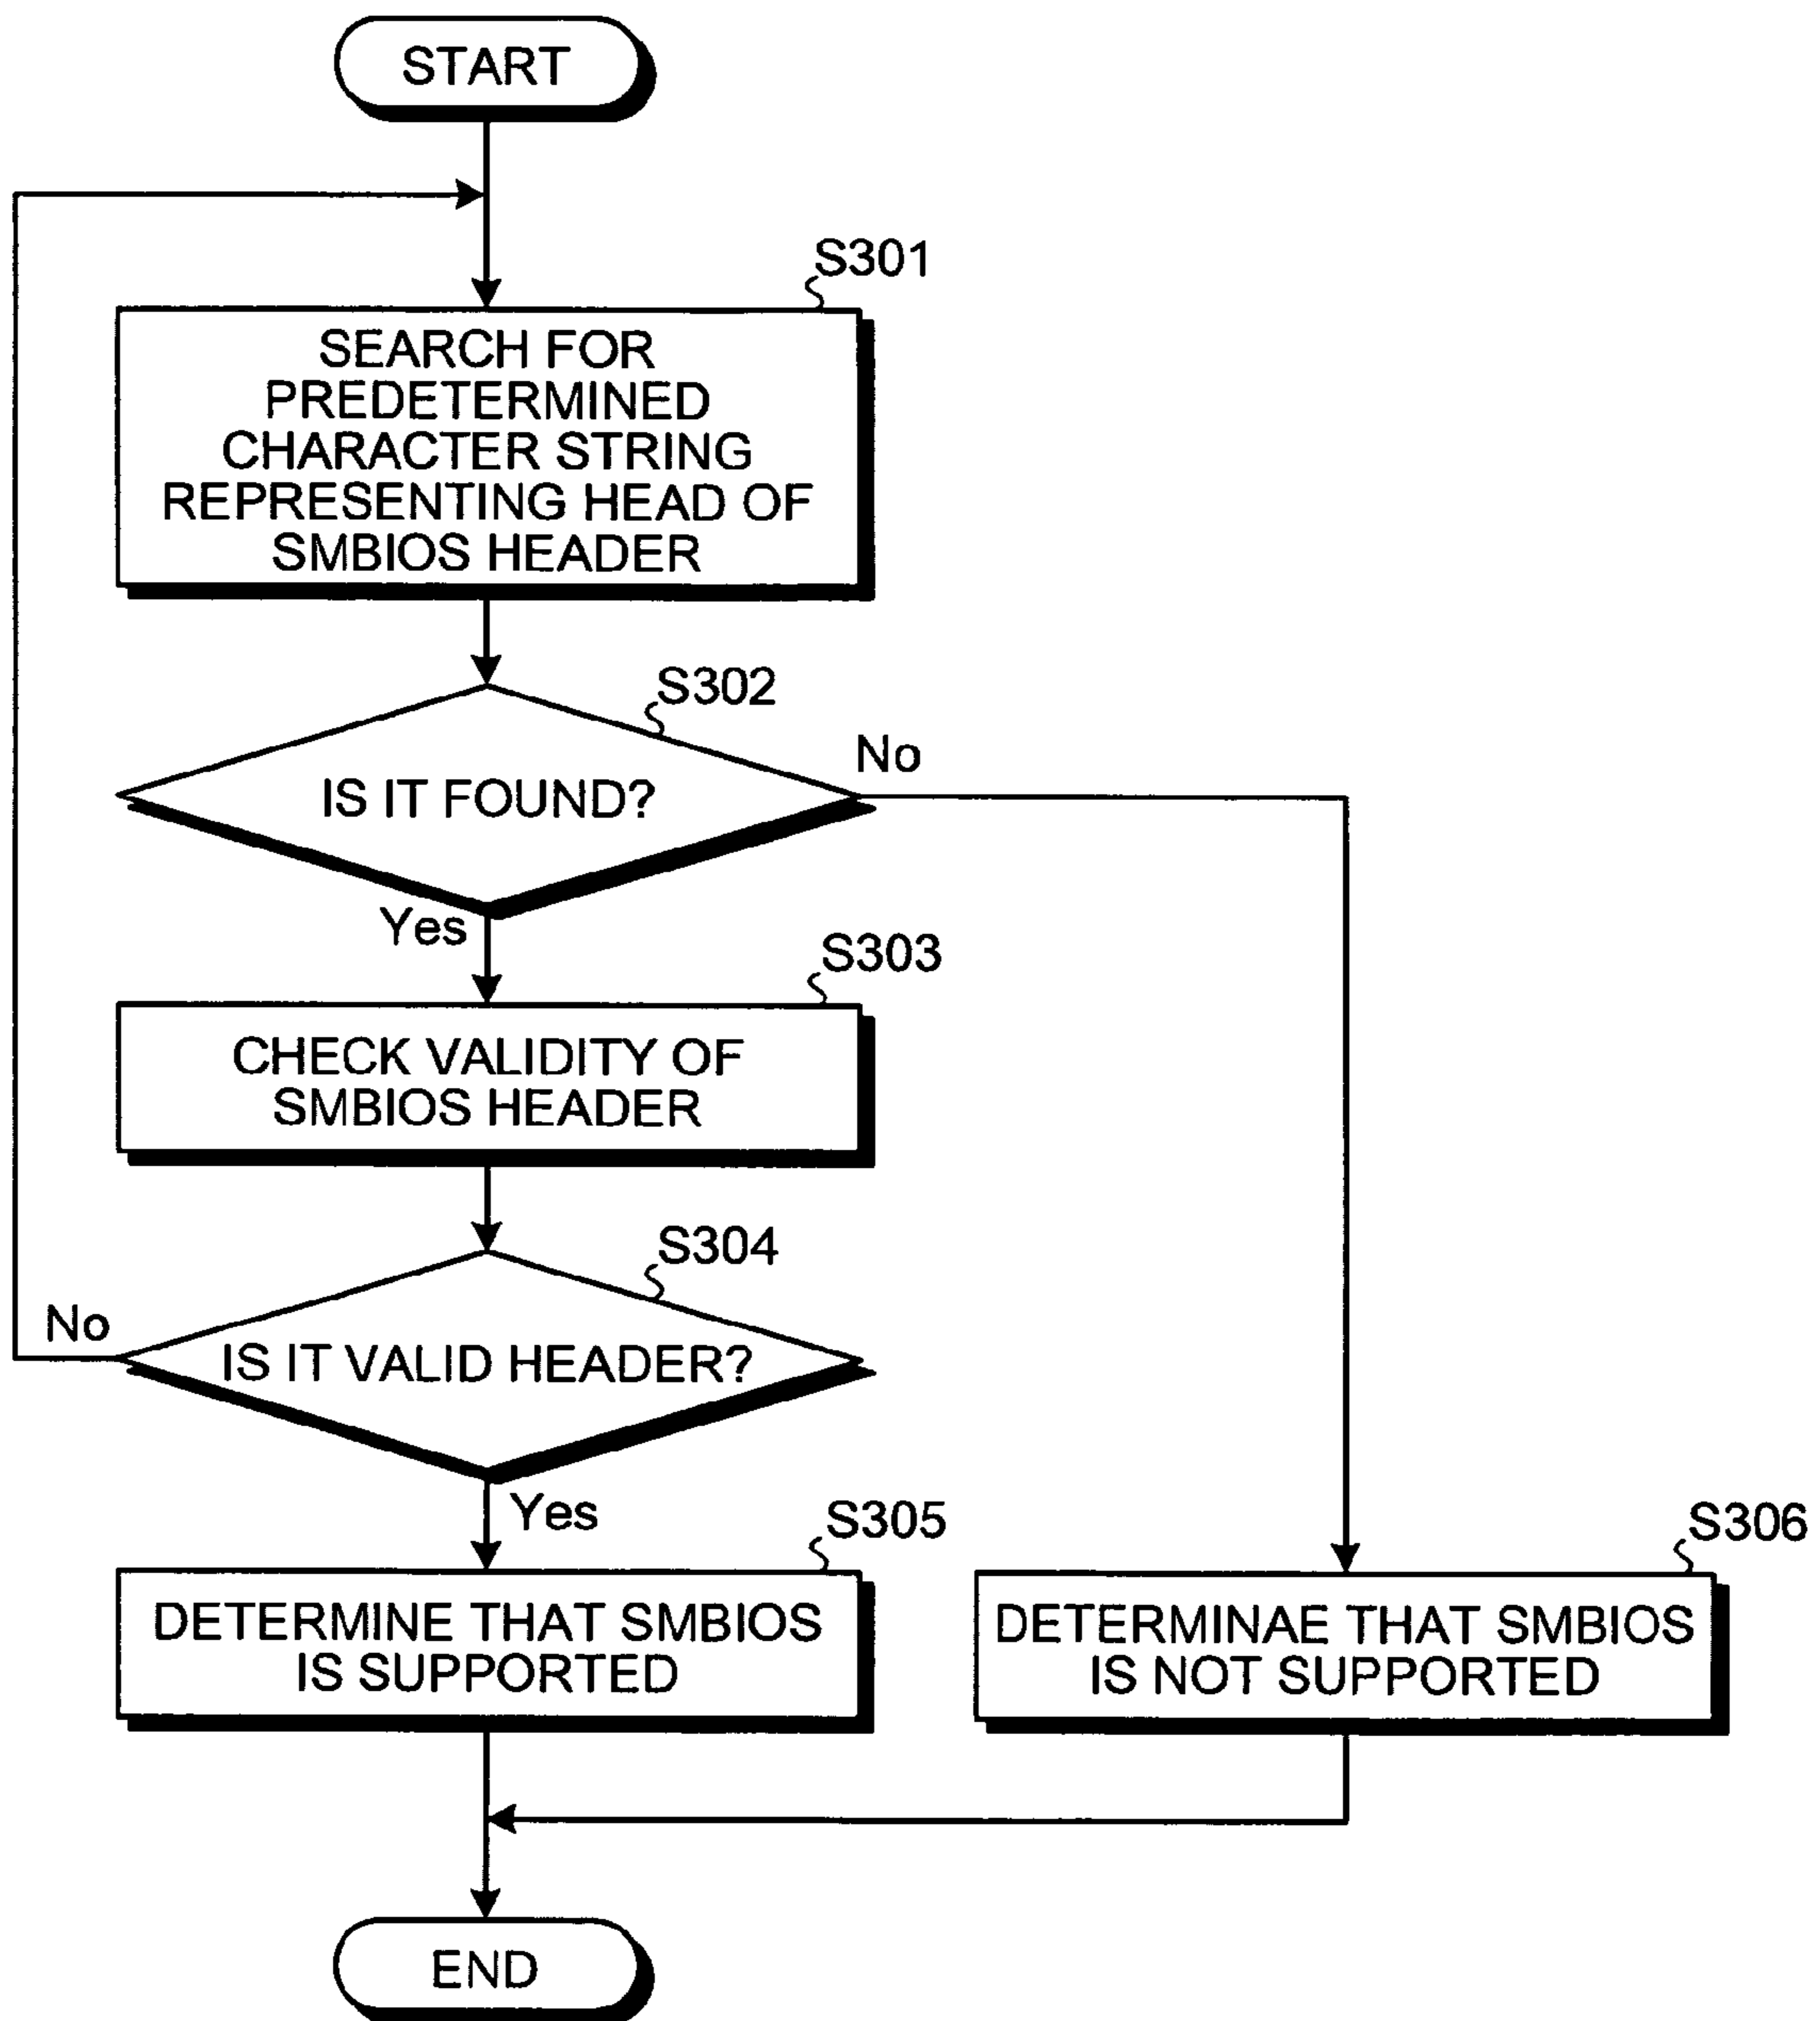 START
S301
SEARCH FOR
PREDETERMINED
CHARACTER STRING
REPRESENTING HEAD OF
SMBIOS HEADER
S302
IS IT FOUND?
No
Yes
S303
CHECK VALIDITY OF
SMBIOS HEADER
S304
No
IS IT VALID HEADER?
Yes
S305
DETERMINE THAT SMBIOS
IS SUPPORTED
S306
DETERMINAE THAT SMBIOS
IS NOT SUPPORTED
END